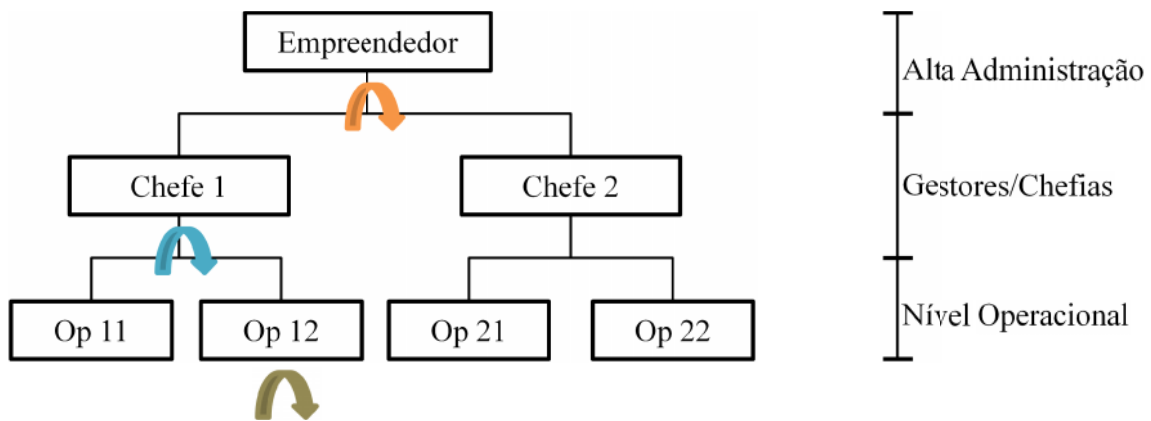 Empreendedor
Alta Administração
Chefe 1
Chefe 2
Gestores/Chefias
Op 11
Op 12
Op 21
Op 22
Nível Operacional